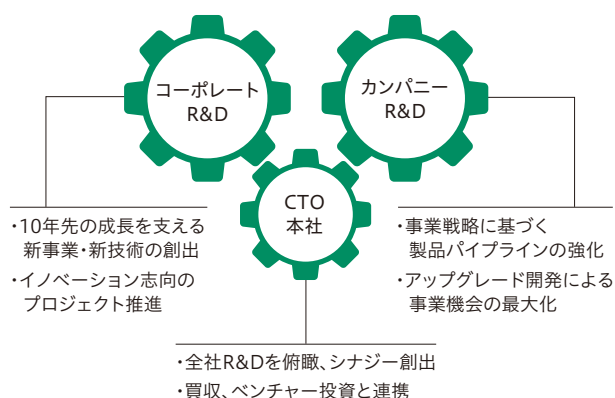 コーポレート
R&D
カンパニー
R&D
CTO
本社
・10年先の成長を支える
新事業・新技術の創出
・イノベーション志向の
プロジェクト推進
・事業戦略に基づく
製品パイプラインの強化
・アップグレード開発による
事業機会の最大化
・全社R&Dを俯瞰、シナジー創出
・買収、ベンチャー投資と連携